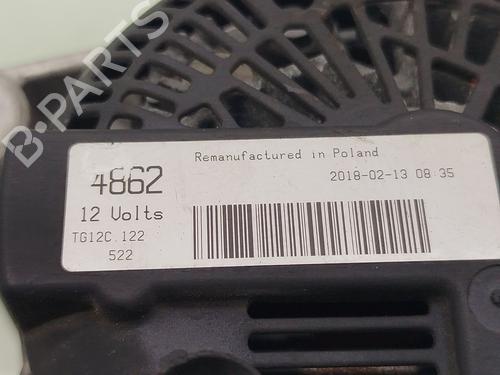 B-PARTS
4862
Remanufactured in Poland
2018-02-13 08:35
12 Volts
TG12C.122
522